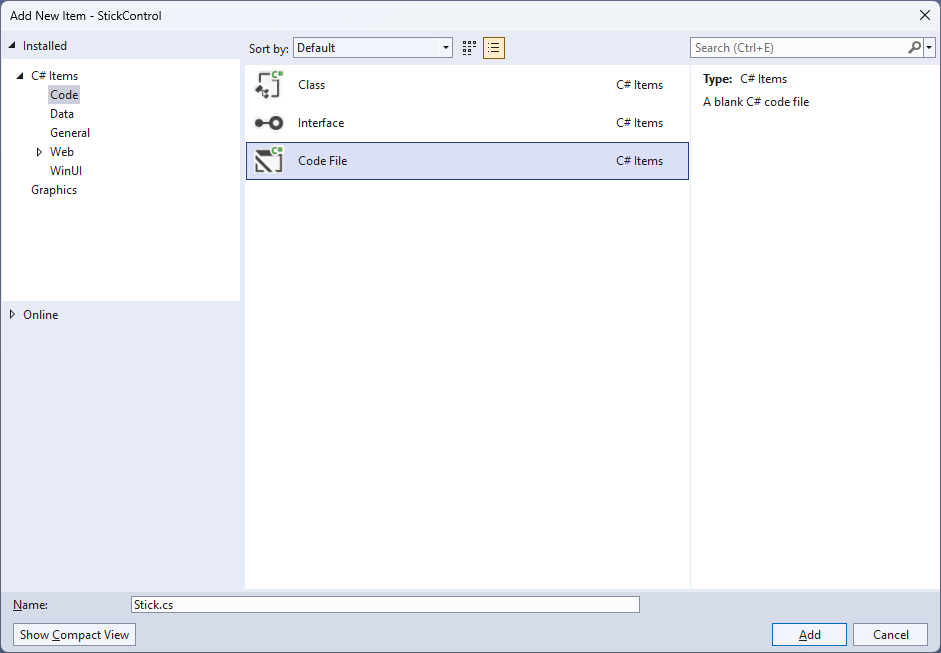 Add New Item - StickControl
Installed
C# Items
Code
Data
General
Web
WinUI
Graphics
Online
Sort by: Default
Class C# Items
Interface C# Items
Code File C# Items
Search (Ctrl+E)
Type: C# Items
A blank C# code file
Name: Stick.cs
Show Compact View
Add
Cancel